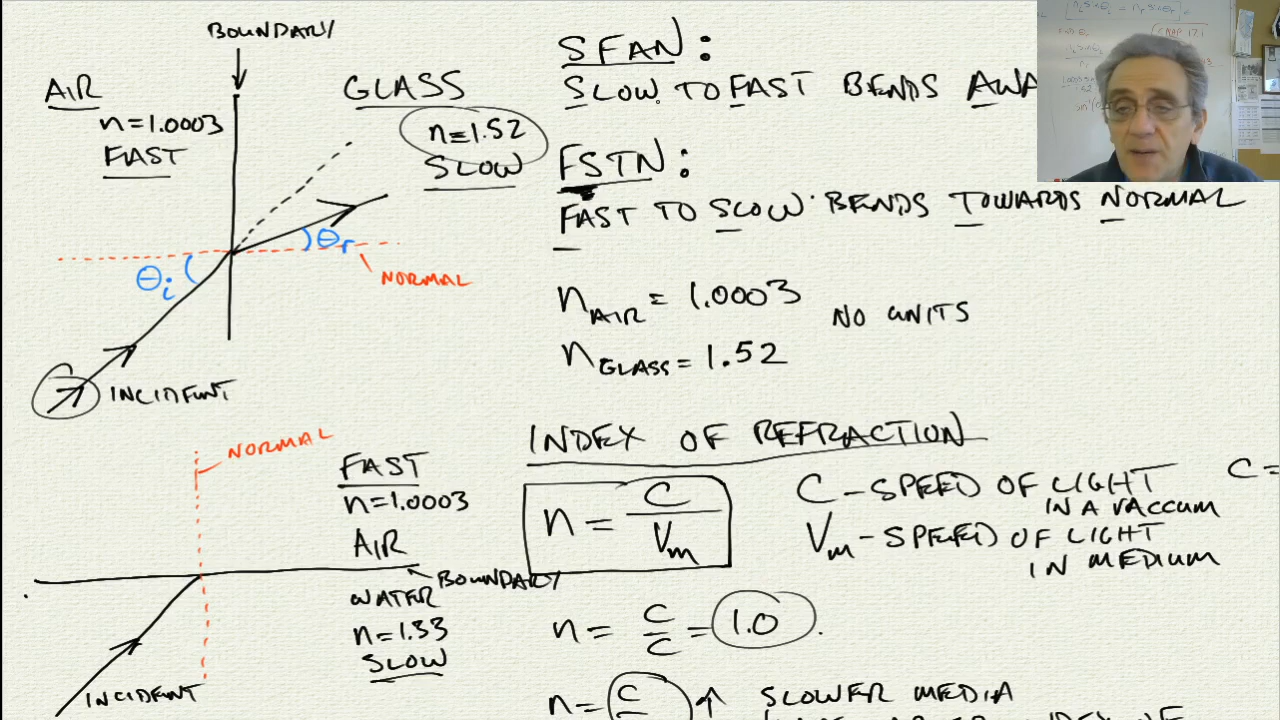 BOUNDARY
AIR
n=1.0003
FAST
GLASS
n=1.52
SLOW
θr
θi
NORMAL
INCIDENT
SFAN:
SLOW TO FAST BENDS AWA
FSTN:
FAST TO SLOW BENDS TOWARDS NORMAL
nAIR = 1.0003
NO UNITS
nGLASS = 1.52
NORMAL
FAST
n=1.0003
AIR
BOUNDARY
WATER
n=1.33
SLOW
INCIDENT
INDEX OF REFRACTION
n = C / Vm
C - SPEED OF LIGHT
IN A VACCUM
C =
Vm - SPEED OF LIGHT
IN MEDIUM
n = C / C = 1.0
n = C ↑ SLOWER MEDIA